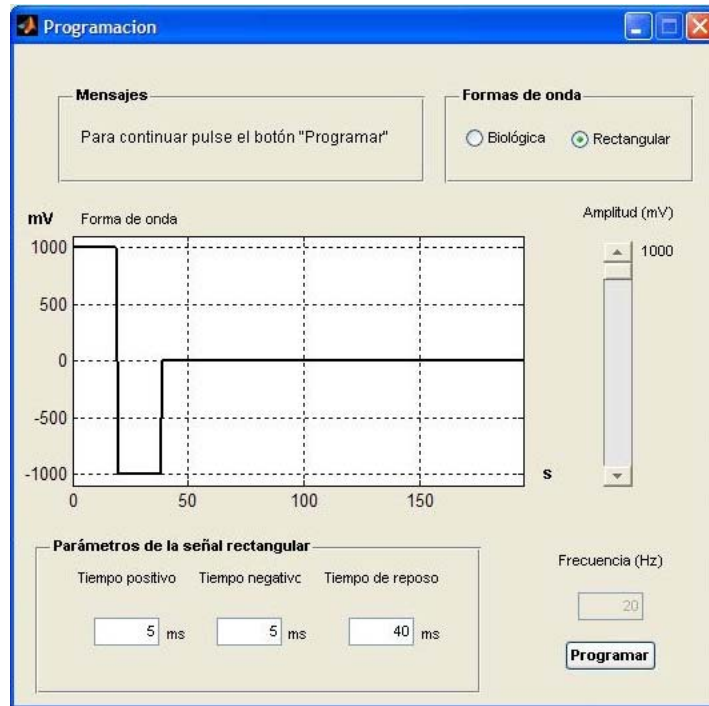 Programacion
Mensajes
Para continuar pulse el botón "Programar"
Formas de onda
Biológica
Rectangular
mV
Forma de onda
1000
500
0
-500
-1000
0
50
100
150
s
Amplitud (mV)
1000
Parámetros de la señal rectangular
Tiempo positivo
Tiempo negativc
Tiempo de reposo
5 ms
5 ms
40 ms
Frecuencia (Hz)
20
Programar